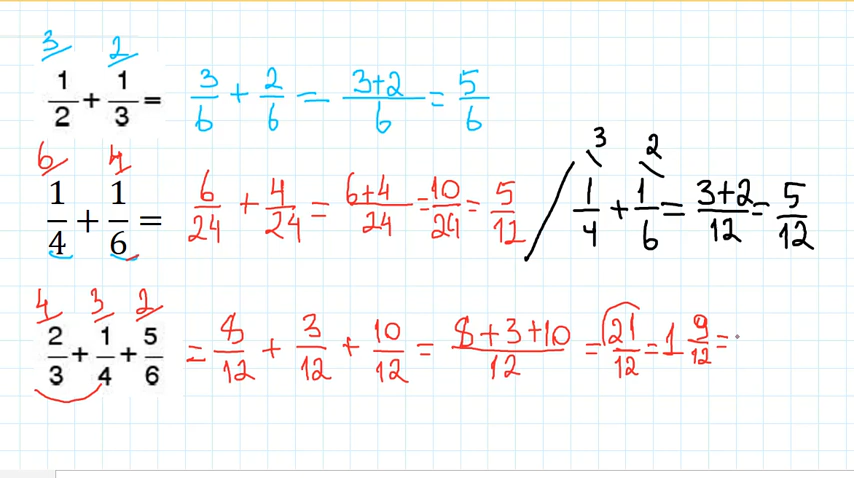 3 2
1/2 + 1/3 = 3/6 + 2/6 = (3+2)/6 = 5/6
6 4 3 2
1/4 + 1/6 = 6/24 + 4/24 = (6+4)/24 = 10/24 = 5/12 / 1/4 + 1/6 = (3+2)/12 = 5/12
4 3 2
2/3 + 1/4 + 5/6 = 8/12 + 3/12 + 10/12 = (8+3+10)/12 = 21/12 = 1 9/12 =